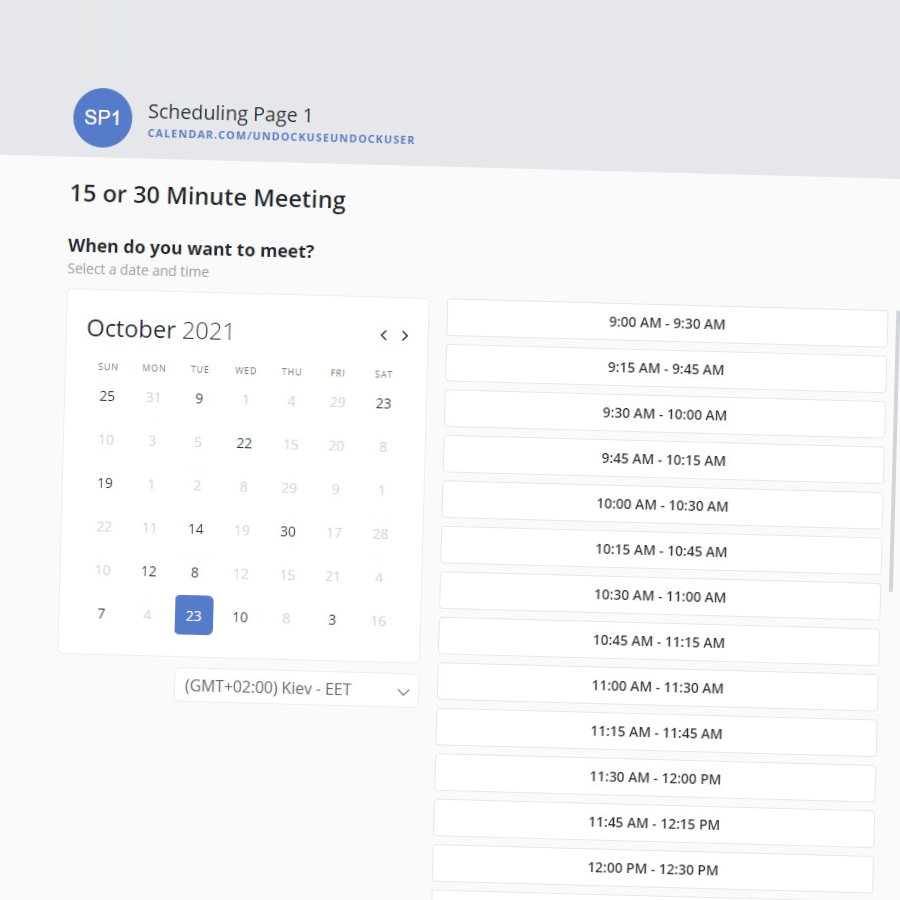 SP1
Scheduling Page 1
CALENDAR.COM/UNDOCKUSEUNDOCKUSER
15 or 30 Minute Meeting
When do you want to meet?
Select a date and time
October 2021
SUN MON TUE WED THU FRI SAT
25 31 9 1 4 29 23
10 3 5 22 15 20 8
19 1 2 8 29 9 1
22 11 14 19 30 17 28
10 12 8 12 15 21 4
7 4 23 10 8 3 16
(GMT+02:00) Kiev - EET
9:00 AM - 9:30 AM
9:15 AM - 9:45 AM
9:30 AM - 10:00 AM
9:45 AM - 10:15 AM
10:00 AM - 10:30 AM
10:15 AM - 10:45 AM
10:30 AM - 11:00 AM
10:45 AM - 11:15 AM
11:00 AM - 11:30 AM
11:15 AM - 11:45 AM
11:30 AM - 12:00 PM
11:45 AM - 12:15 PM
12:00 PM - 12:30 PM